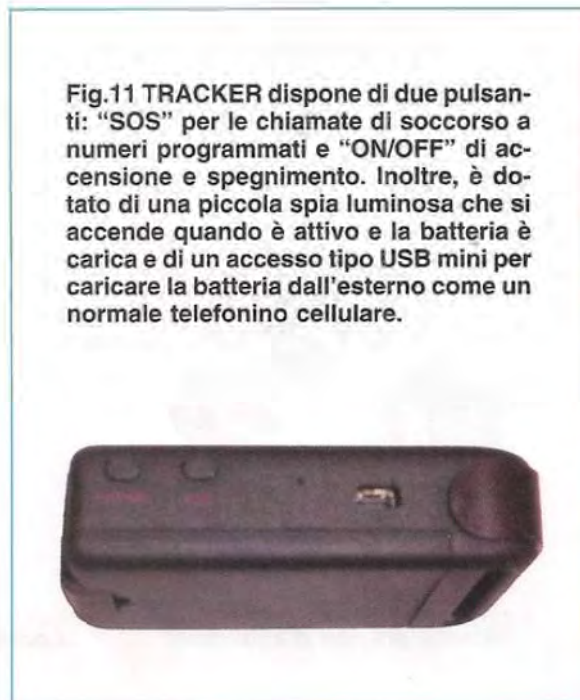 Fig.11 TRACKER dispone di due pulsan-
ti: “SOS” per le chiamate di soccorso a
numeri programmati e “ON/OFF” di ac-
censione e spegnimento. Inoltre, è do-
tato di una piccola spia luminosa che si
accende quando è attivo e la batteria è
carica e di un accesso tipo USB mini per
caricare la batteria dall'esterno come un
normale telefonino cellulare.